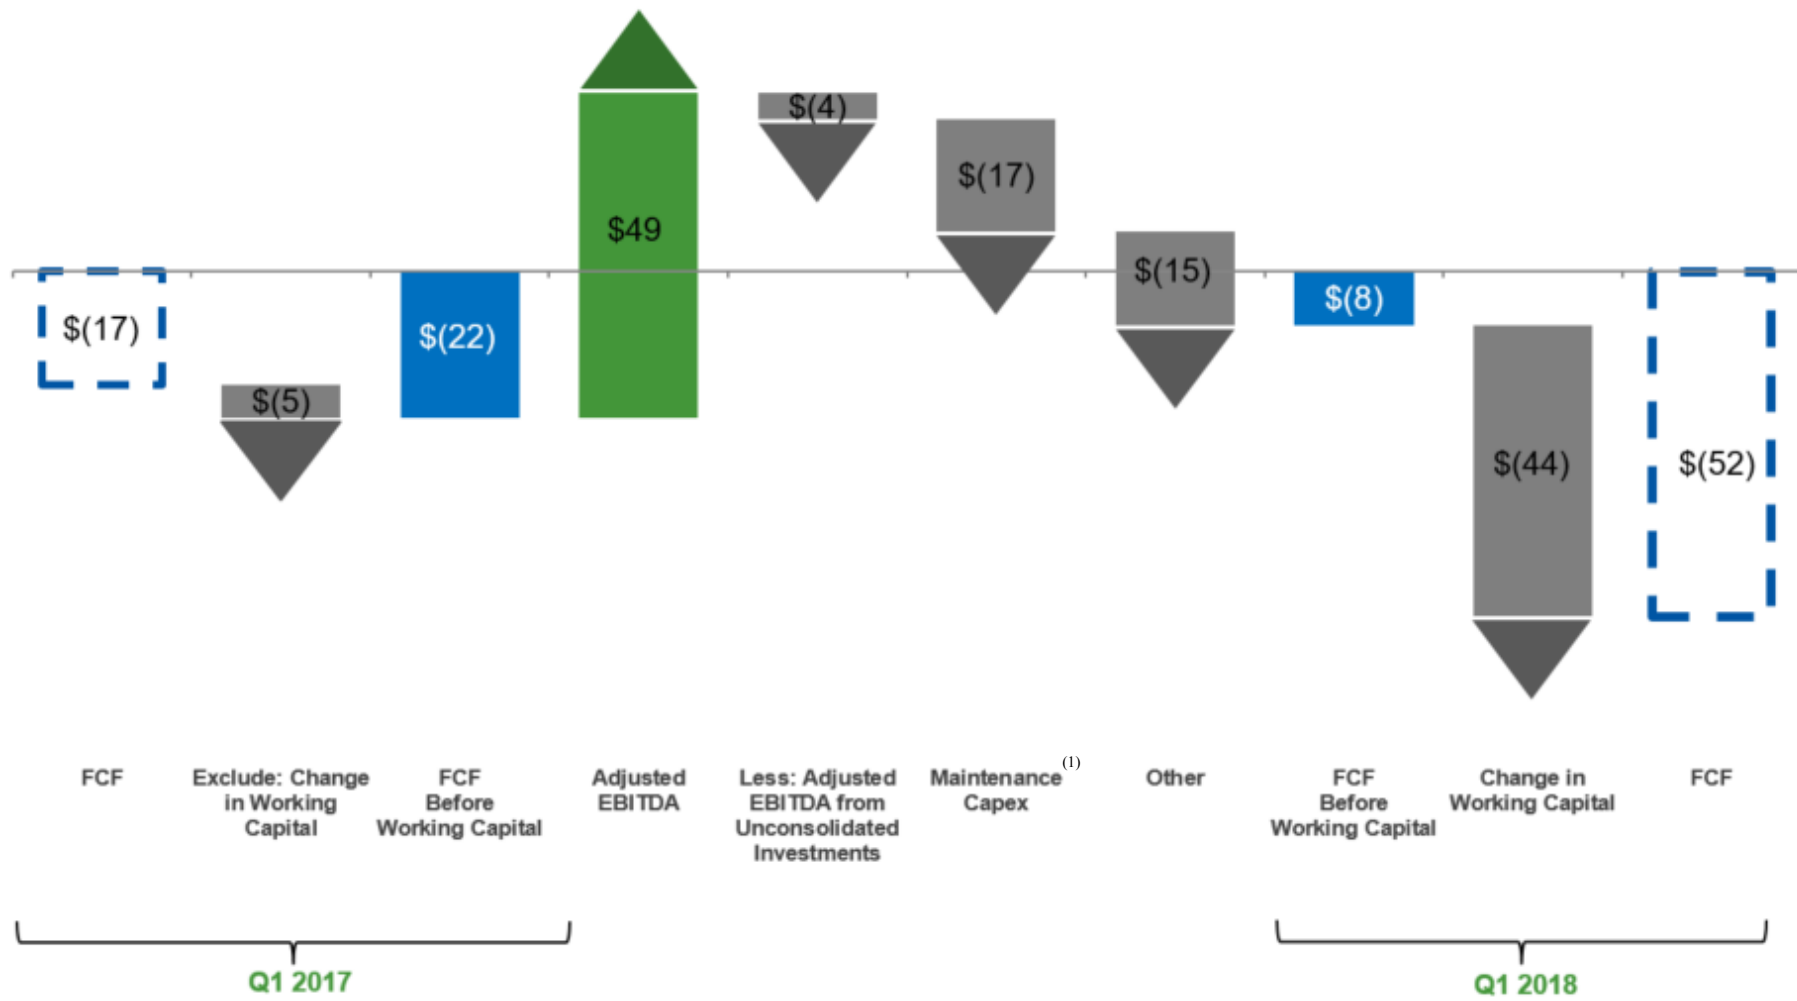 $49
$(4)
$(17)
$(15)
$(17)
$(5)
$(22)
$(8)
$(44)
$(52)
FCF
Exclude: Change
in Working
Capital
FCF
Before
Working Capital
Adjusted
EBITDA
Less: Adjusted
EBITDA from
Unconsolidated
Investments
Maintenance (1)
Capex
Other
FCF
Before
Working Capital
Change in
Working Capital
FCF
Q1 2017
Q1 2018